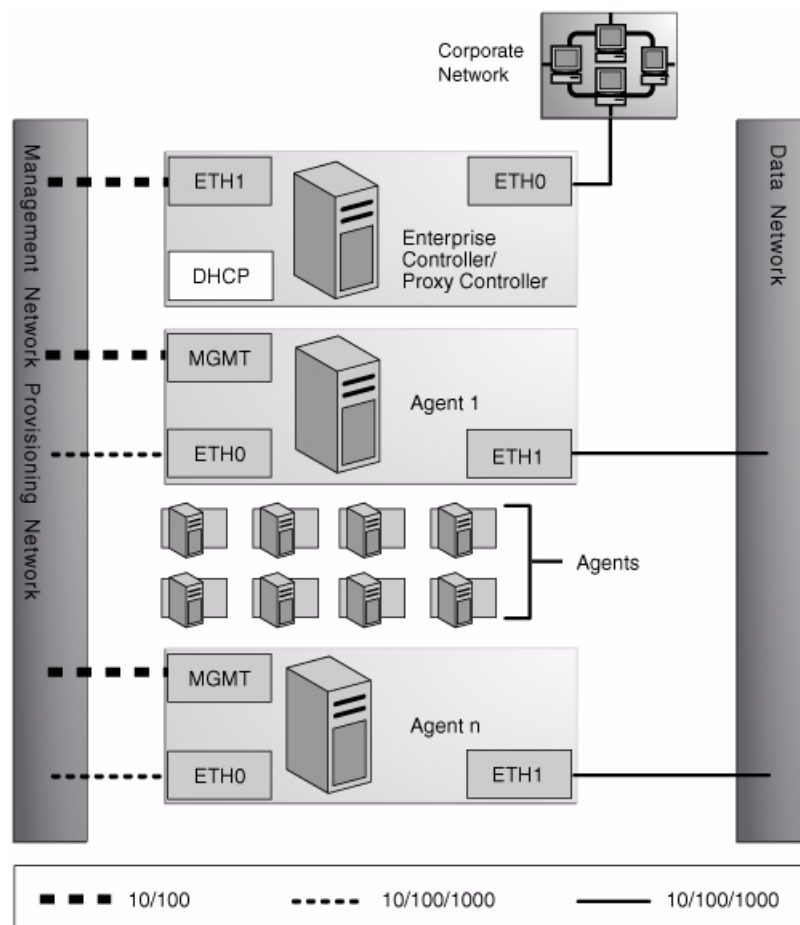 Corporate
Network
Management Network Provisioning Network
Data Network
ETH1
ETH0
DHCP
Enterprise
Controller/
Proxy Controller
MGMT
Agent 1
ETH0
ETH1
Agents
MGMT
Agent n
ETH0
ETH1
10/100
10/100/1000
10/100/1000